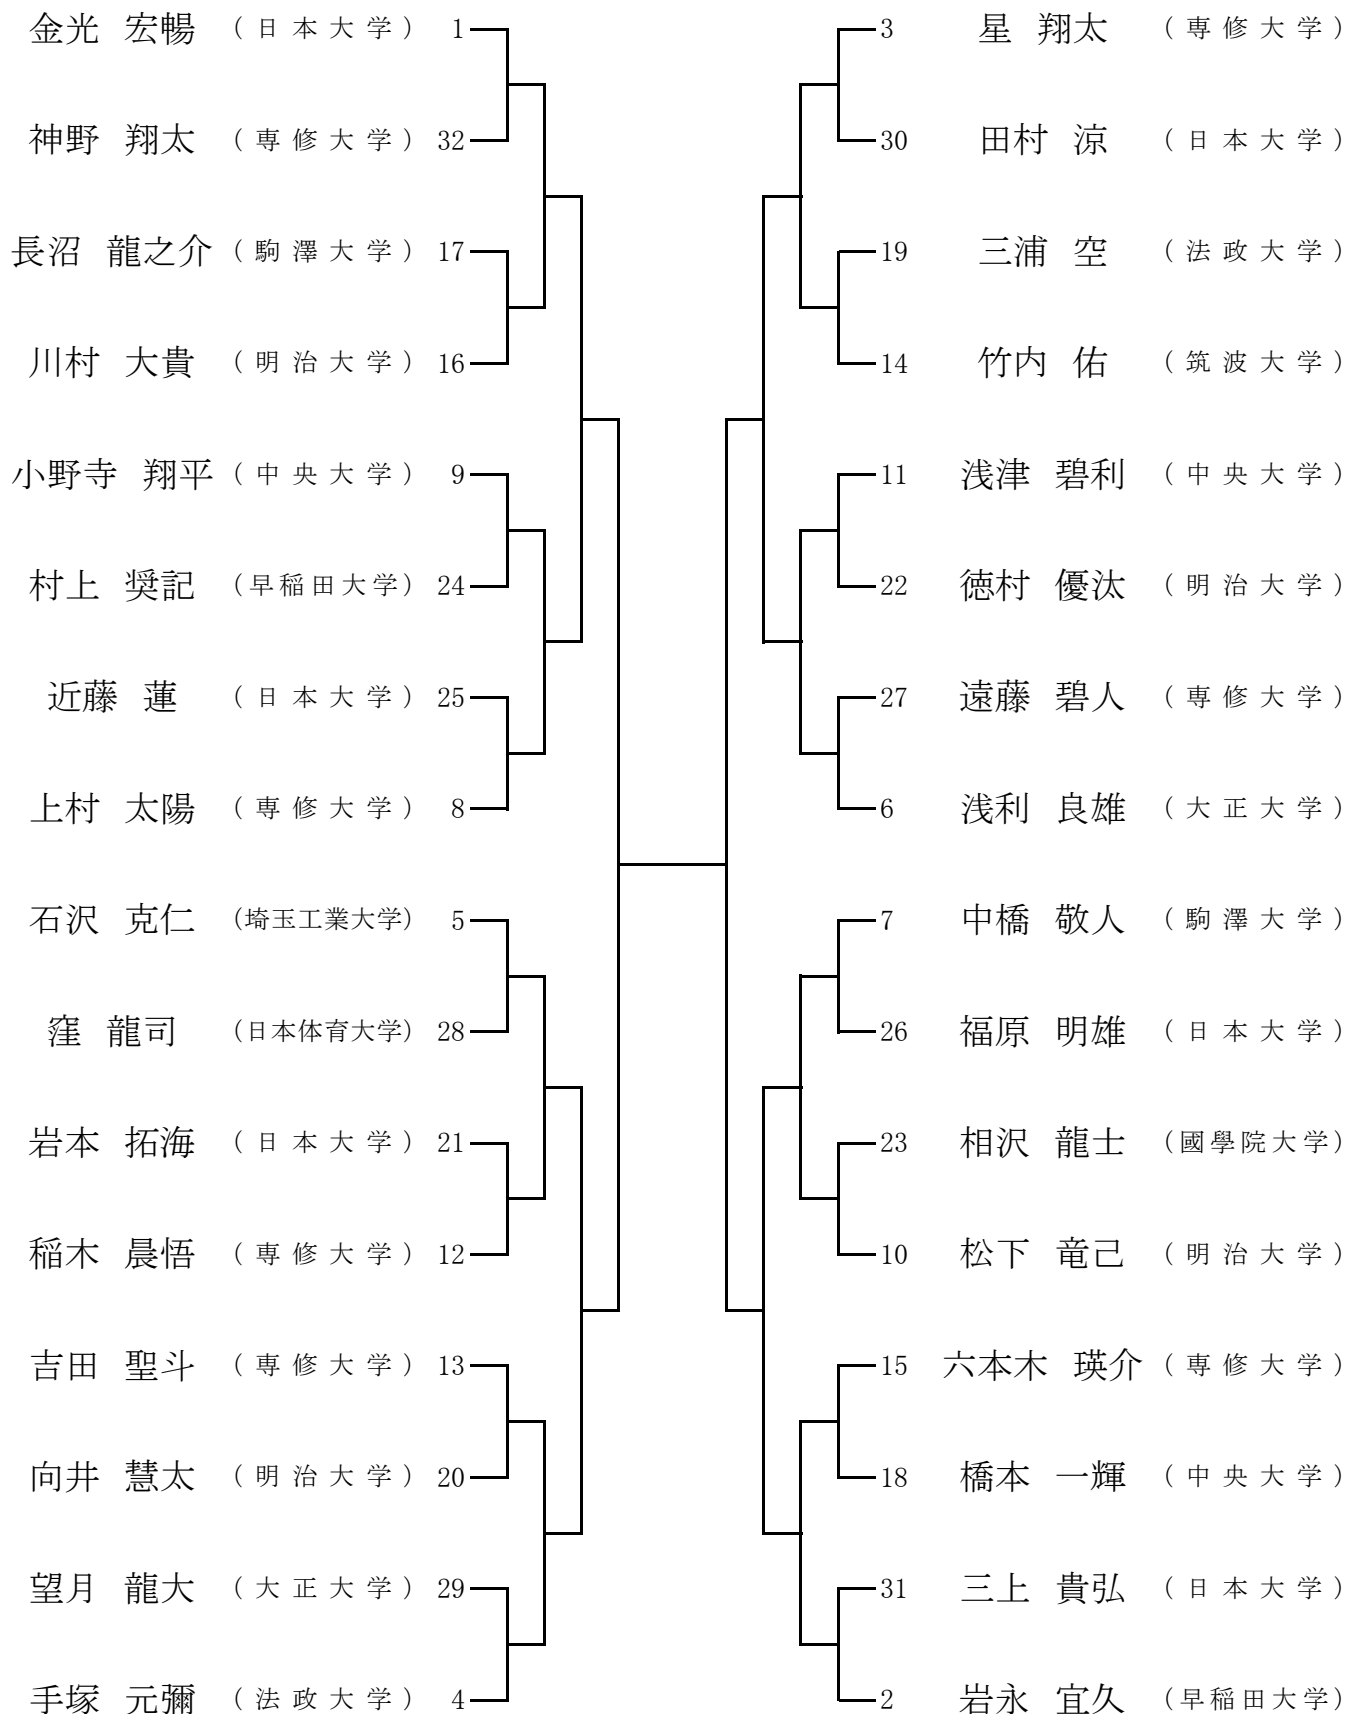 金光 宏暢 (日本大学) 1
神野 翔太 (専修大学) 32
長沼 龍之介 (駒澤大学) 17
川村 大貴 (明治大学) 16
小野寺 翔平 (中央大学) 9
村上 奨記 (早稲田大学) 24
近藤 蓮 (日本大学) 25
上村 太陽 (専修大学) 8
石沢 克仁 (埼玉工業大学) 5
窪 龍司 (日本体育大学) 28
岩本 拓海 (日本大学) 21
稲木 晨悟 (専修大学) 12
吉田 聖斗 (専修大学) 13
向井 慧太 (明治大学) 20
望月 龍大 (大正大学) 29
手塚 元彌 (法政大学) 4
3 星 翔太 (専修大学)
30 田村 涼 (日本大学)
19 三浦 空 (法政大学)
14 竹内 佑 (筑波大学)
11 浅津 碧利 (中央大学)
22 徳村 優汰 (明治大学)
27 遠藤 碧人 (専修大学)
6 浅利 良雄 (大正大学)
7 中橋 敬人 (駒澤大学)
26 福原 明雄 (日本大学)
23 相沢 龍士 (國學院大学)
10 松下 竜己 (明治大学)
15 六本木 瑛介 (専修大学)
18 橋本 一輝 (中央大学)
31 三上 貴弘 (日本大学)
2 岩永 宜久 (早稲田大学)